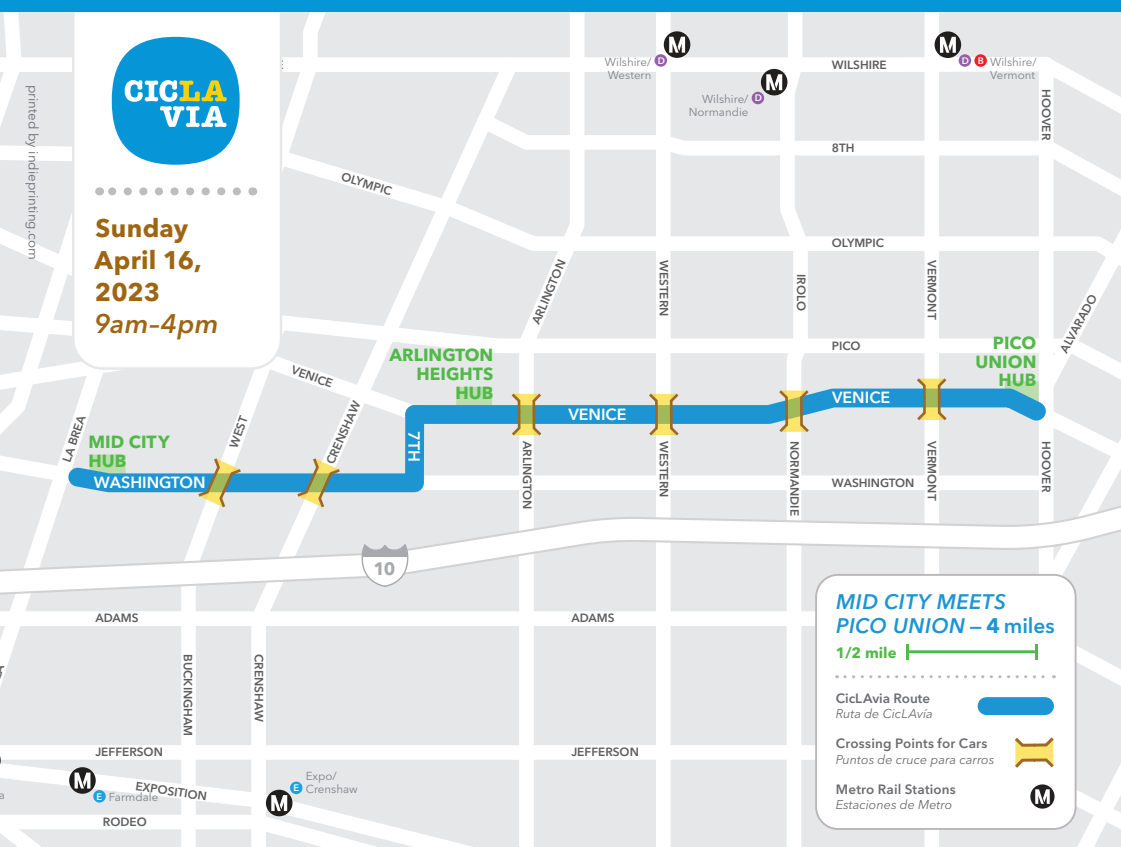 CICLA
VIA
Sunday
April 16,
2023
9am–4pm
printed by indieprinting.com
Wilshire/
Western
D
M
Wilshire/
Normandie
D
M
M
D
B
Wilshire/
Vermont
WILSHIRE
HOOVER
8TH
OLYMPIC
OLYMPIC
ARLINGTON
WESTERN
IROLO
VERMONT
ALVARADO
PICO
VENICE
ARLINGTON
HEIGHTS
HUB
PICO
UNION
HUB
VENICE
VENICE
LA BREA
WEST
CRENSHAW
7TH
MID CITY
HUB
WASHINGTON
ARLINGTON
WESTERN
NORMANDIE
VERMONT
HOOVER
WASHINGTON
10
ADAMS
ADAMS
BUCKINGHAM
CRENSHAW
JEFFERSON
JEFFERSON
M
E
Farmdale
EXPOSITION
Expo/
Crenshaw
E
M
RODEO
MID CITY MEETS
PICO UNION – 4 miles
1/2 mile
CicLAvia Route
Ruta de CicLAvía
Crossing Points for Cars
Puntos de cruce para carros
Metro Rail Stations
Estaciones de Metro
M